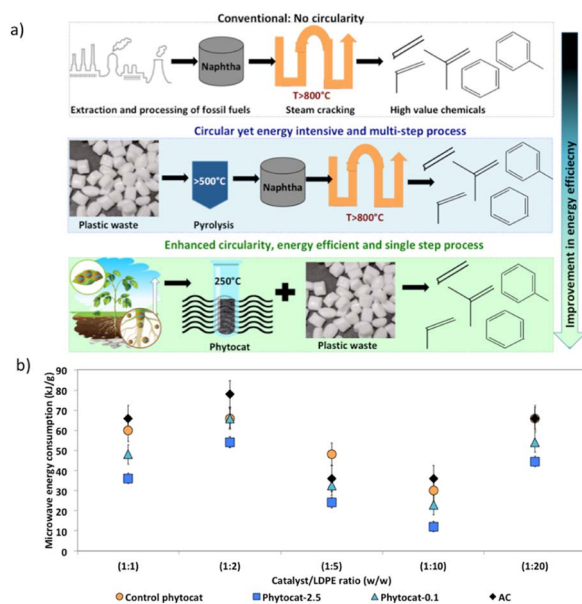 a)
Conventional: No circularity
Naphtha
T>800°C
Extraction and processing of fossil fuels
Steam cracking
High value chemicals
Circular yet energy intensive and multi-step process
>500°C
Naphtha
T>800°C
Plastic waste
Pyrolysis
Enhanced circularity, energy efficient and single step process
250°C
Phytocat
Plastic waste
Improvement in energy efficiecny
b)
Microwave energy consumption (kJ/g)
90
80
70
60
50
40
30
20
10
0
(1:1) (1:2) (1:5) (1:10) (1:20)
Catalyst/LDPE ratio (w/w)
Control phytocat Phytocat-2.5 Phytocat-0.1 AC